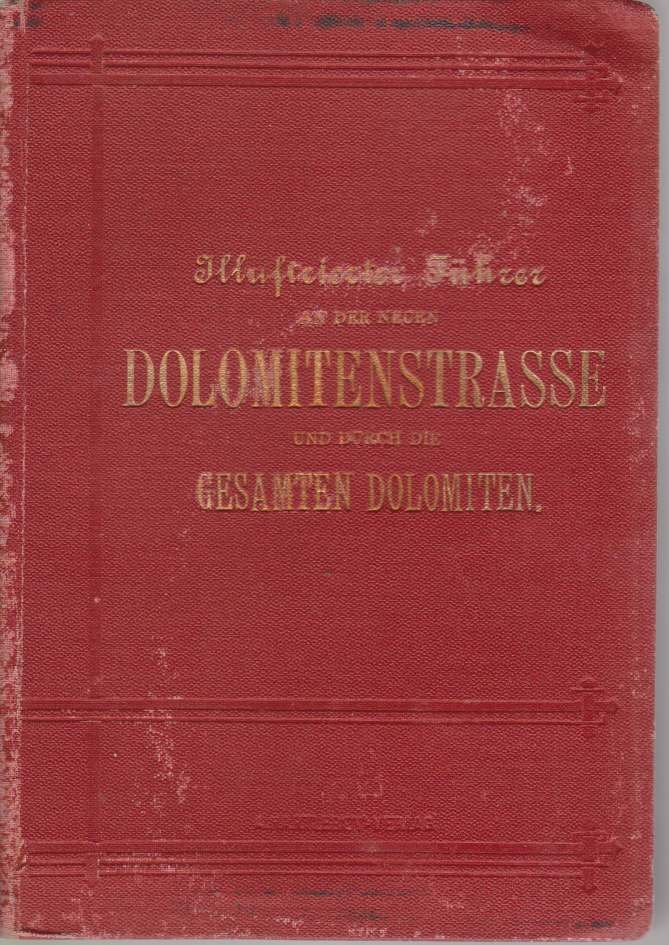 Illustrierter Führer
AN DER NEUEN
DOLOMITENSTRASSE
UND DURCH DIE
GESAMTEN DOLOMITEN.